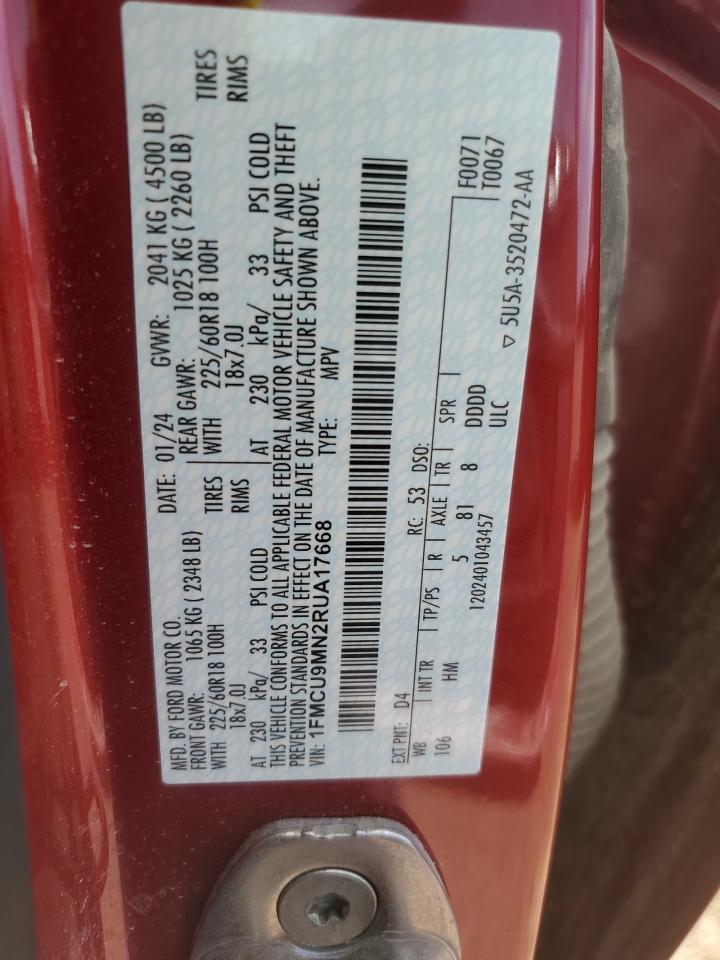 MFD. BY FORD MOTOR CO. DATE: 01/24 GVWR: 2041 KG ( 4500 LB)
FRONT GAWR: 1065 KG ( 2348 LB) REAR GAWR: 1025 KG ( 2260 LB)
WITH 225/60R18 100H TIRES WITH 225/60R18 100H TIRES
18x7.0J RIMS 18x7.0J RIMS
AT 230 kPa/ 33 PSI COLD AT 230 kPa/ 33 PSI COLD
THIS VEHICLE CONFORMS TO ALL APPLICABLE FEDERAL MOTOR VEHICLE SAFETY AND THEFT
PREVENTION STANDARDS IN EFFECT ON THE DATE OF MANUFACTURE SHOWN ABOVE.
VIN: 1FMCU9MN2RUA17668 TYPE: MPV
EXT PNT: D4 RC: 53 DSO: F0071
WB INT TR TP/PS R AXLE TR SPR T0067
106 HM 5 81 8 DDDD
ULC
1202401043457 ▽ 5U5A-3520472-AA